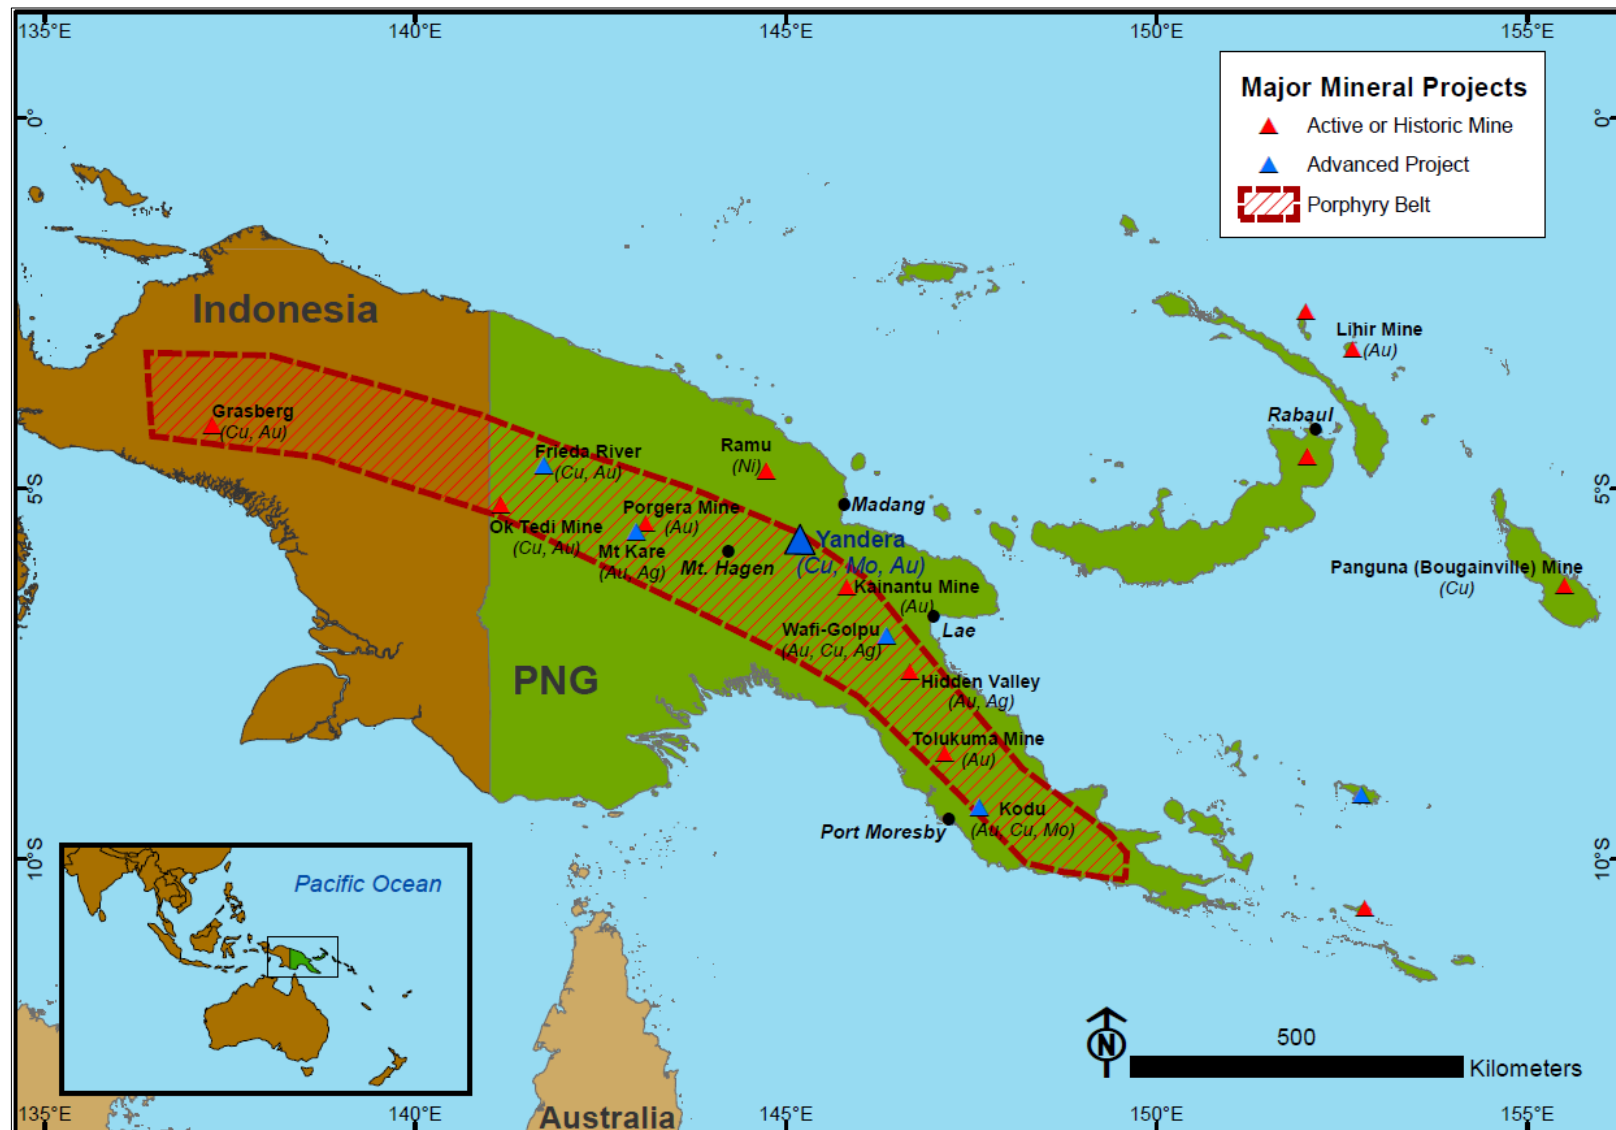 135°E
140°E
145°E
150°E
155°E
Major Mineral Projects
Active or Historic Mine
Advanced Project
Porphyry Belt
0°
0°
Indonesia
Lihir Mine
(Au)
Grasberg
(Cu, Au)
Rabaul
Frieda River
(Cu, Au)
Ramu
(Ni)
5°S
5°S
Madang
Porgera Mine
(Au)
Ok Tedi Mine
(Cu, Au)
Mt Kare
(Au, Ag)
Mt. Hagen
Yandera
(Cu, Mo, Au)
Kainantu Mine
(Au)
Panguna (Bougainville) Mine
(Cu)
Wafi-Golpu
(Au, Cu, Ag)
Lae
PNG
Hidden Valley
(Au, Ag)
Tolukuma Mine
(Au)
Kodu
(Au, Cu, Mo)
Port Moresby
10°S
10°S
Pacific Ocean
N
500
Kilometers
Australia
135°E
140°E
145°E
150°E
155°E